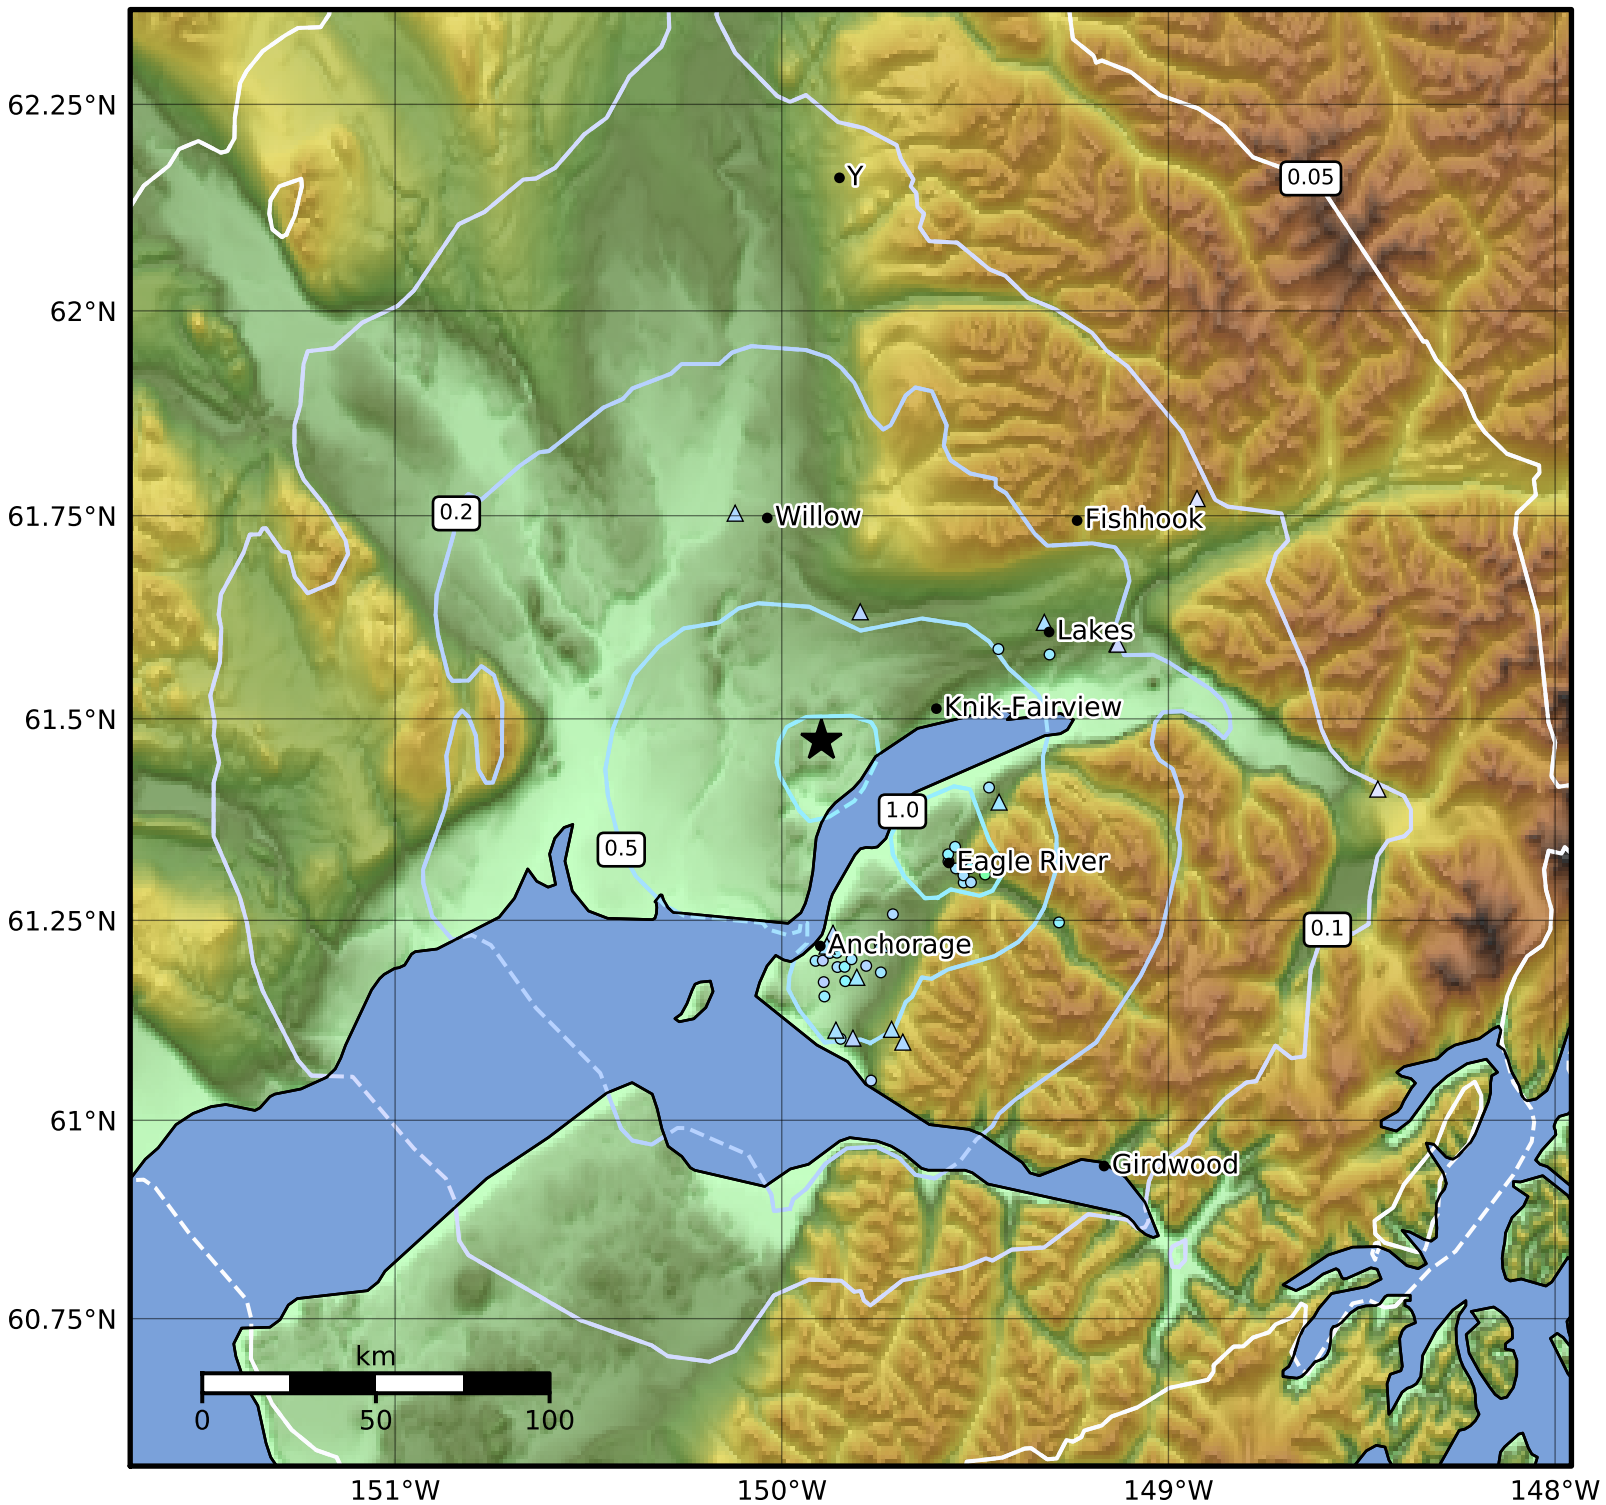 62.25°N
0.05
Y
62°N
0.2
61.75°N
Willow
Fishhook
Lakes
Knik-Fairview
61.5°N
1.0
0.5
Eagle River
61.25°N
0.1
Anchorage
61°N
Girdwood
60.75°N
km
0 50 100
151°W 150°W 149°W 148°W